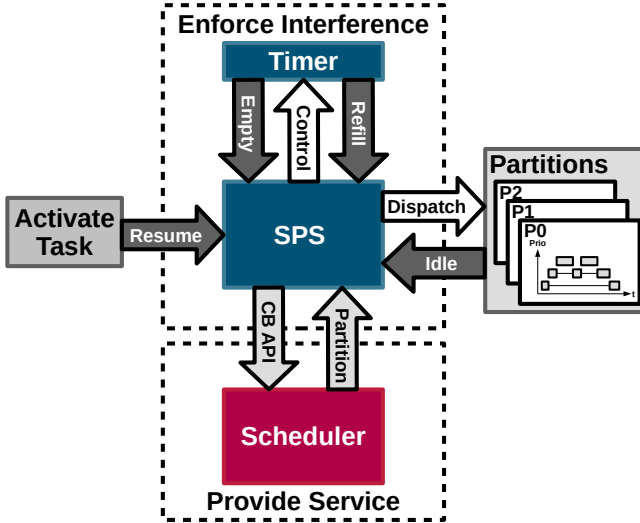 Enforce Interference
Timer
Empty
Control
Refill
Partitions
P2
P1
P0
Prio
t
Dispatch
Activate
Task
Resume
SPS
Idle
CB API
Partition
Scheduler
Provide Service